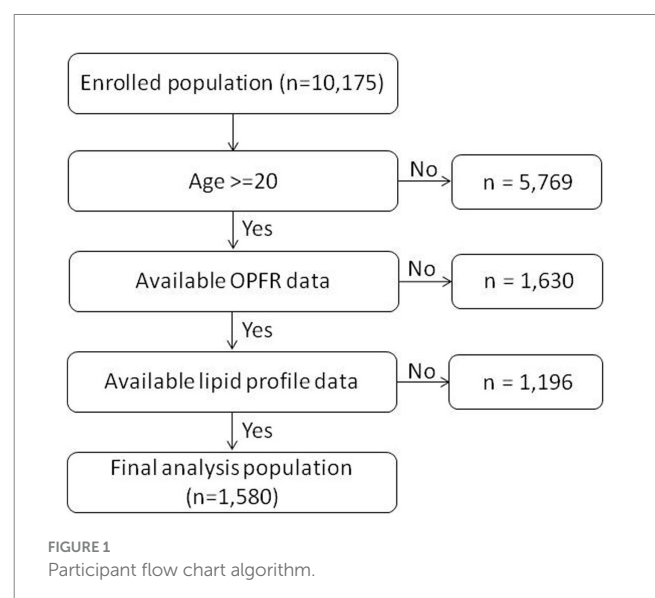 Enrolled population (n=10,175)
Age >=20
No
n = 5,769
Yes
Available OPFR data
No
n = 1,630
Yes
Available lipid profile data
No
n = 1,196
Yes
Final analysis population
(n=1,580)
FIGURE 1
Participant flow chart algorithm.